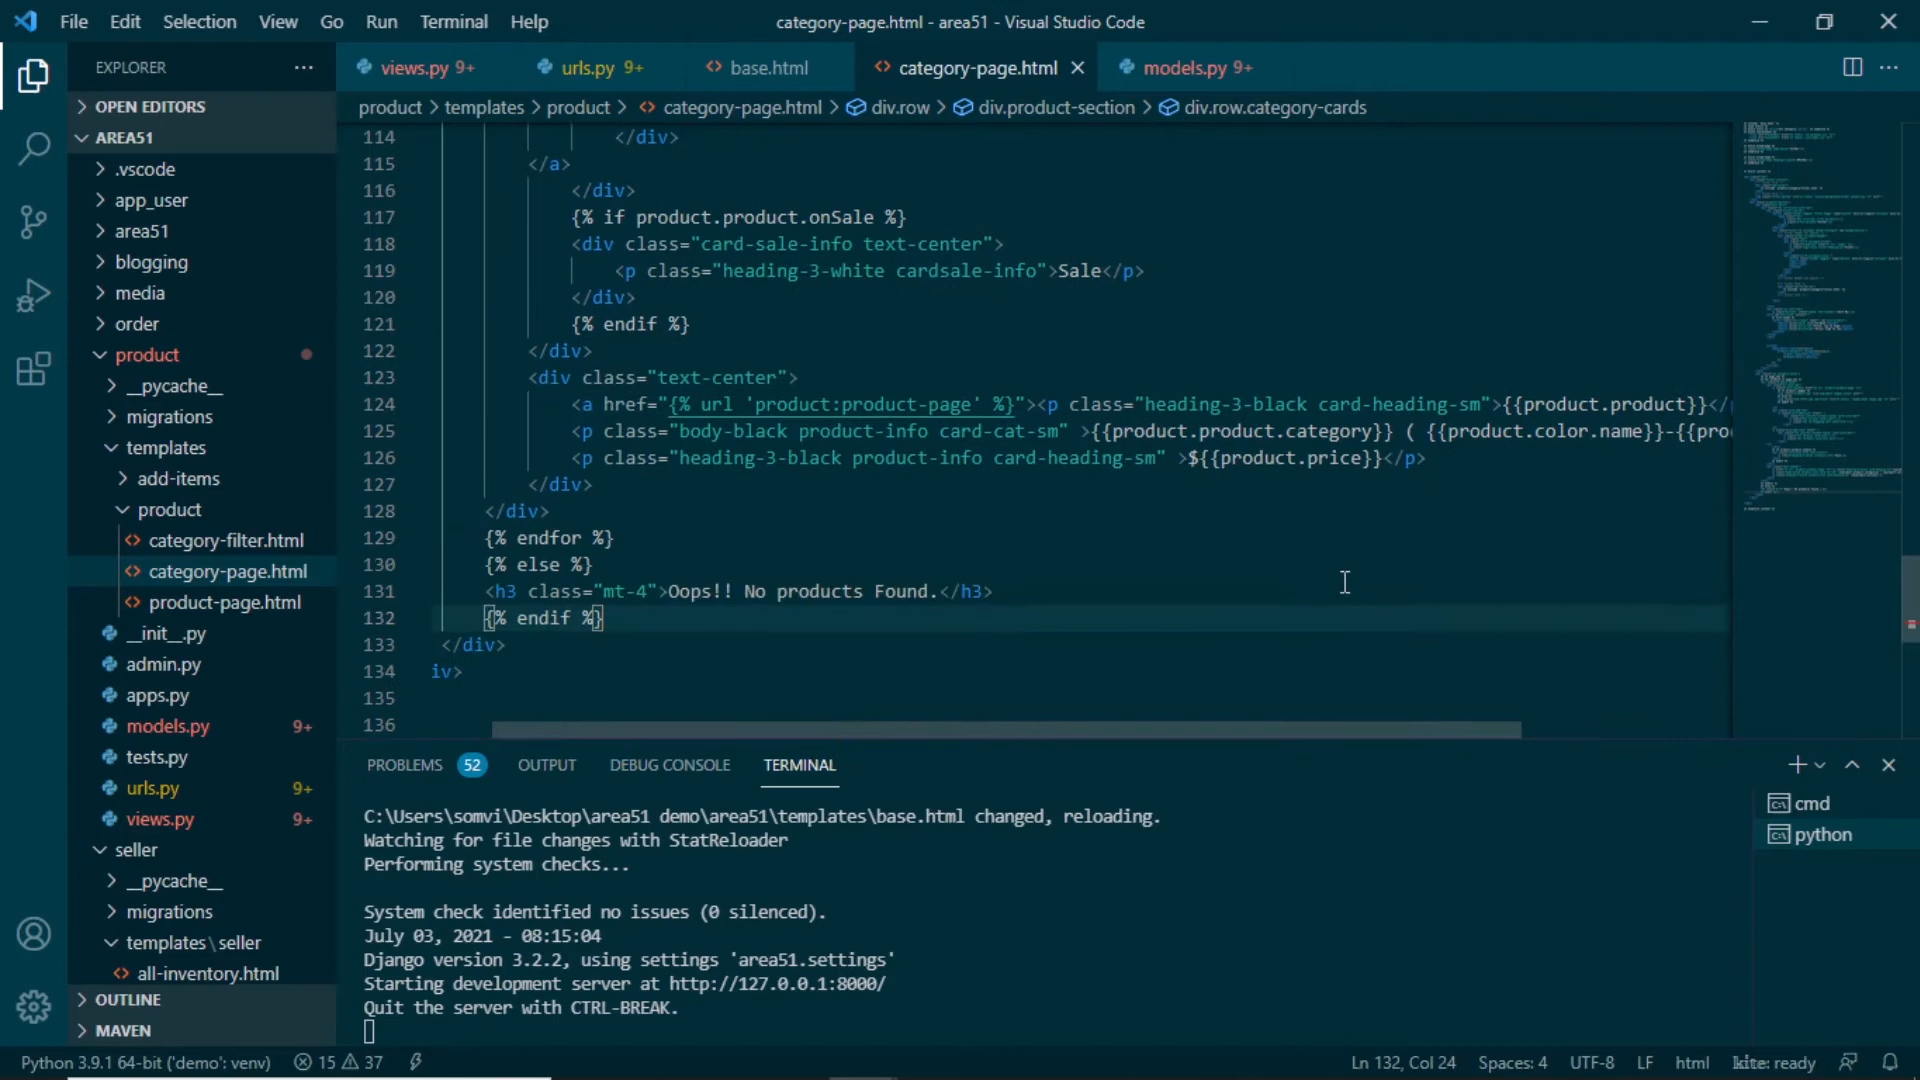 File Edit Selection View Go Run Terminal Help
category-page.html - area51 - Visual Studio Code
EXPLORER
views.py 9+
urls.py 9+
base.html
category-page.html
models.py 9+
product > templates > product > category-page.html > div.row > div.product-section > div.row.category-cards
OPEN EDITORS
AREA51
.vscode
app_user
area51
blogging
media
order
product
__pycache__
migrations
templates
add-items
product
category-filter.html
category-page.html
product-page.html
__init__.py
admin.py
apps.py
models.py 9+
tests.py
urls.py 9+
views.py 9+
seller
__pycache__
migrations
templates\seller
all-inventory.html
OUTLINE
MAVEN
114 </div>
115 </a>
116 </div>
117 {% if product.product.onSale %}
118 <div class="card-sale-info text-center">
119 <p class="heading-3-white cardsale-info">Sale</p>
120 </div>
121 {% endif %}
122 </div>
123 <div class="text-center">
124 <a href="{% url 'product:product-page' %}"><p class="heading-3-black card-heading-sm">{{product.product}}</
125 <p class="body-black product-info card-cat-sm" >{{product.product.category}} ( {{product.color.name}}-{{pro
126 <p class="heading-3-black product-info card-heading-sm" >${{product.price}}</p>
127 </div>
128 </div>
129 {% endfor %}
130 {% else %}
131 <h3 class="mt-4">Oops!! No products Found.</h3>
132 {% endif %}
133 </div>
134 iv>
135
136
PROBLEMS 52 OUTPUT DEBUG CONSOLE TERMINAL
C:\Users\somvi\Desktop\area51 demo\area51\templates\base.html changed, reloading.
Watching for file changes with StatReloader
Performing system checks...
System check identified no issues (0 silenced).
July 03, 2021 - 08:15:04
Django version 3.2.2, using settings 'area51.settings'
Starting development server at http://127.0.0.1:8000/
Quit the server with CTRL-BREAK.
cmd
python
Python 3.9.1 64-bit ('demo': venv) 15 37
Ln 132, Col 24 Spaces: 4 UTF-8 LF html kite: ready